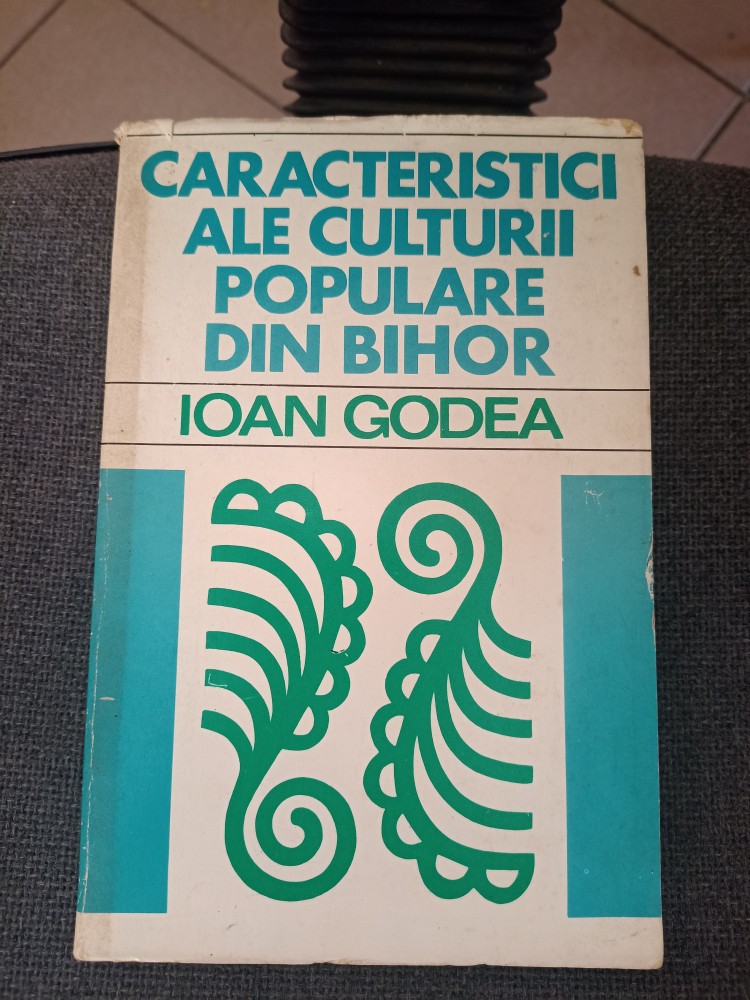 CARACTERISTICI
ALE CULTURII
POPULARE
DIN BIHOR
IOAN GODEA